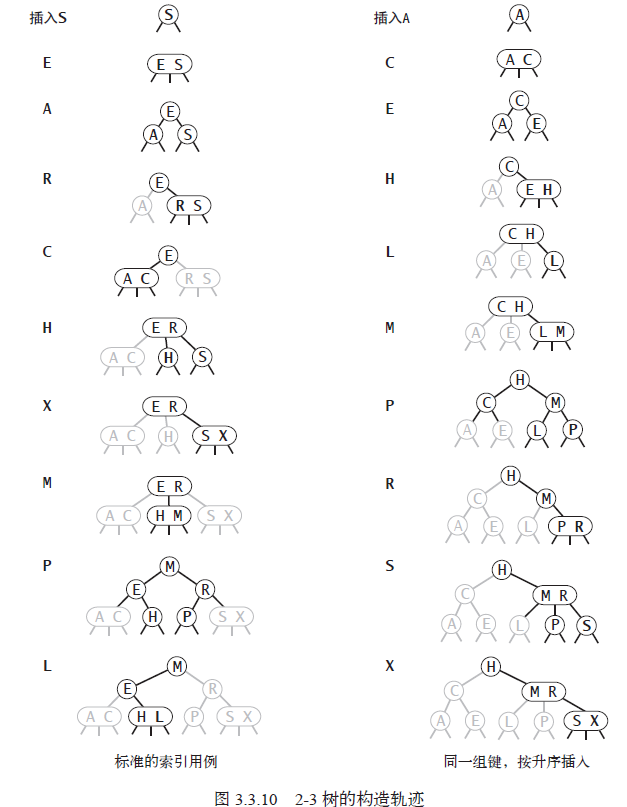 插入S
S
E
E S
A
E
A S
R
E
A R S
C
E
A C R S
H
E R
A C H S
X
E R
A C H S X
M
E R
A C H M S X
P
M
E R
A C H P S X
L
M
E R
A C H L P S X
标准的索引用例
插入A
A
C
A C
E
C
A E
H
C
A E H
L
C H
A E L
M
C H
A E L M
P
H
C M
A E L P
R
H
C M
A E L P R
S
H
C M R
A E L P S
X
H
C M R
A E L P S X
同一组键，按升序插入
图 3.3.10 2-3 树的构造轨迹